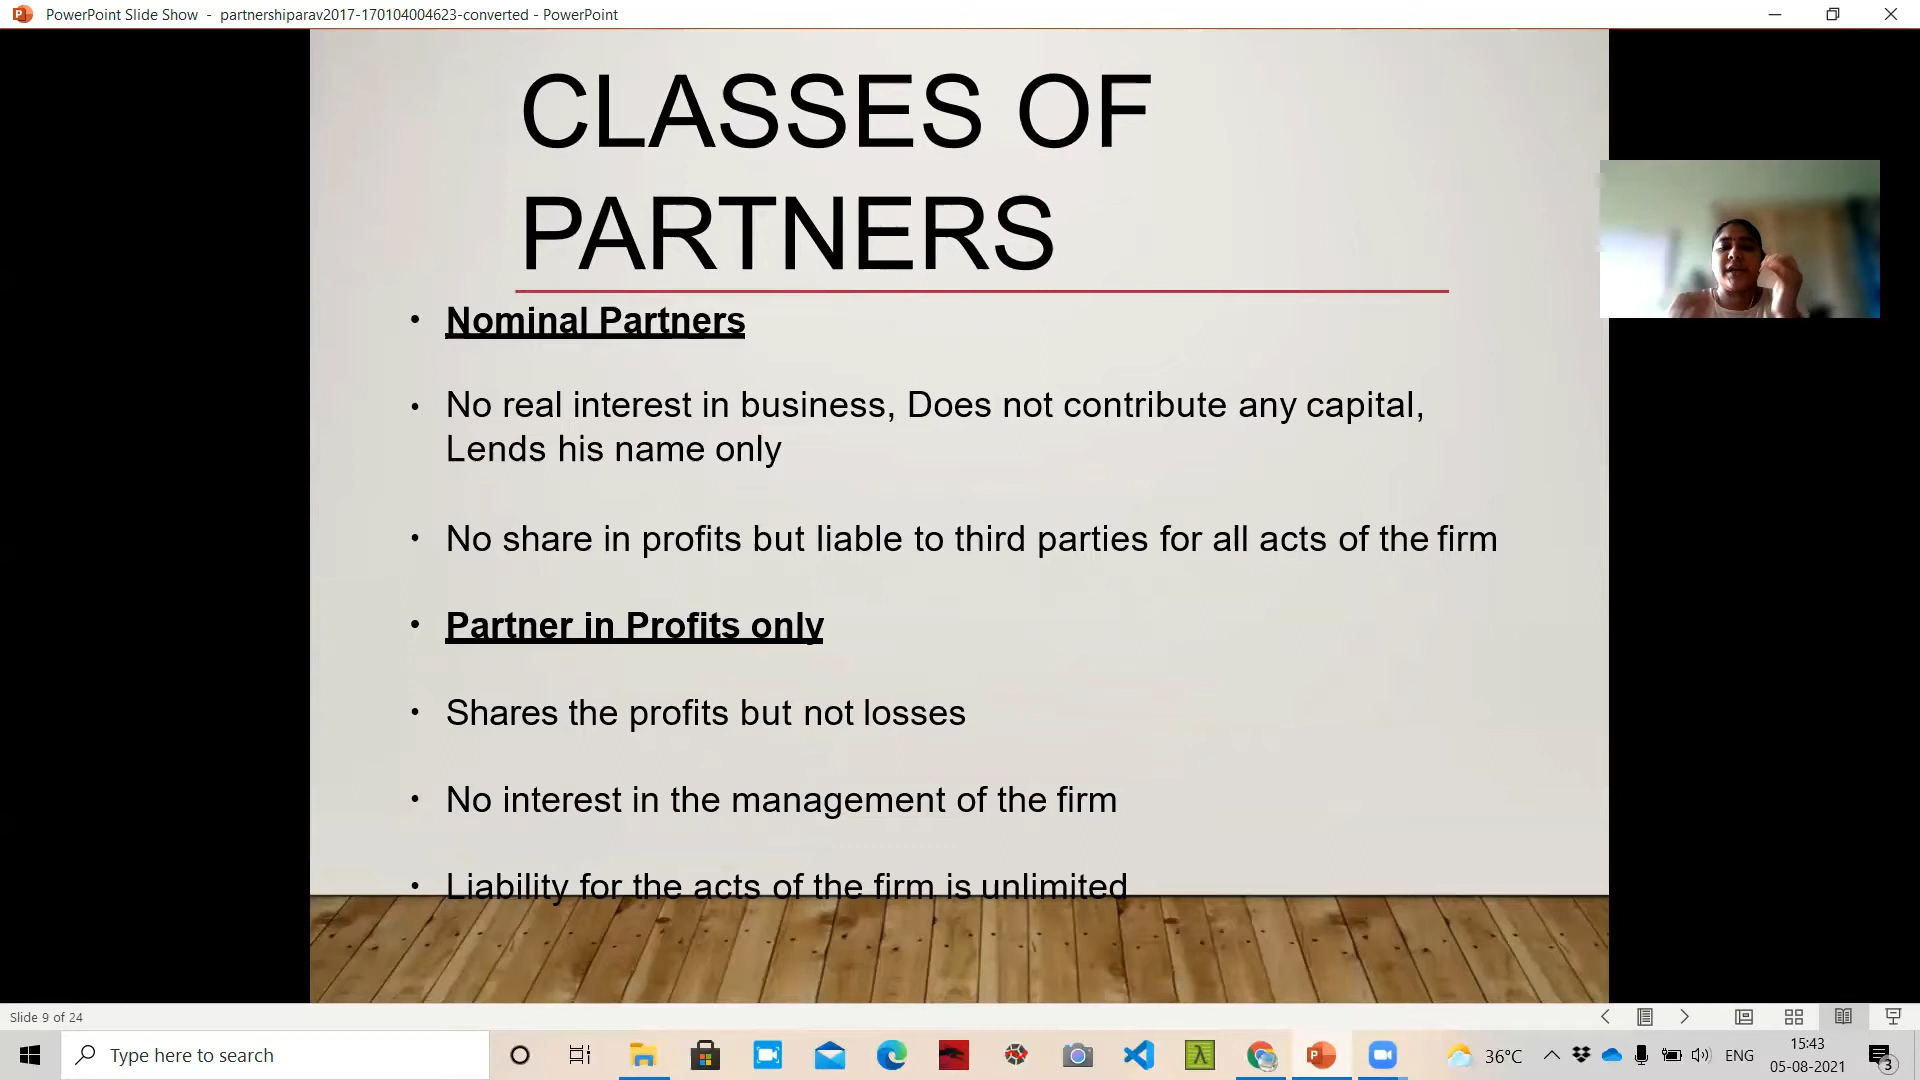 PowerPoint Slide Show - partnershiparav2017-170104004623-converted - PowerPoint
CLASSES OF
PARTNERS
• Nominal Partners
• No real interest in business, Does not contribute any capital,
Lends his name only
• No share in profits but liable to third parties for all acts of the firm
• Partner in Profits only
• Shares the profits but not losses
• No interest in the management of the firm
• Liability for the acts of the firm is unlimited
Slide 9 of 24
Type here to search
36°C
ENG
15:43
05-08-2021
3